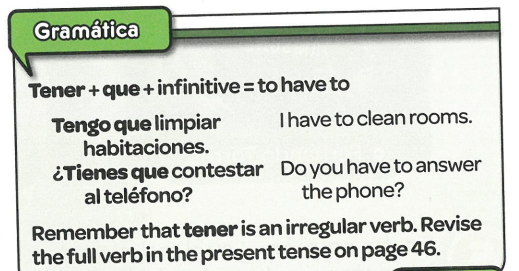 Gramática
Tener + que + infinitive = to have to
Tengo que limpiar habitaciones.
I have to clean rooms.
¿Tienes que contestar al teléfono?
Do you have to answer the phone?
Remember that tener is an irregular verb. Revise
the full verb in the present tense on page 46.